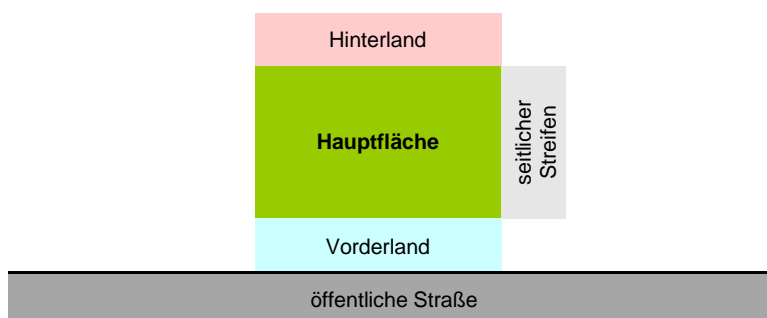 Hinterland
Hauptfläche
seitlicher
Streifen
Vorderland
öffentliche Straße